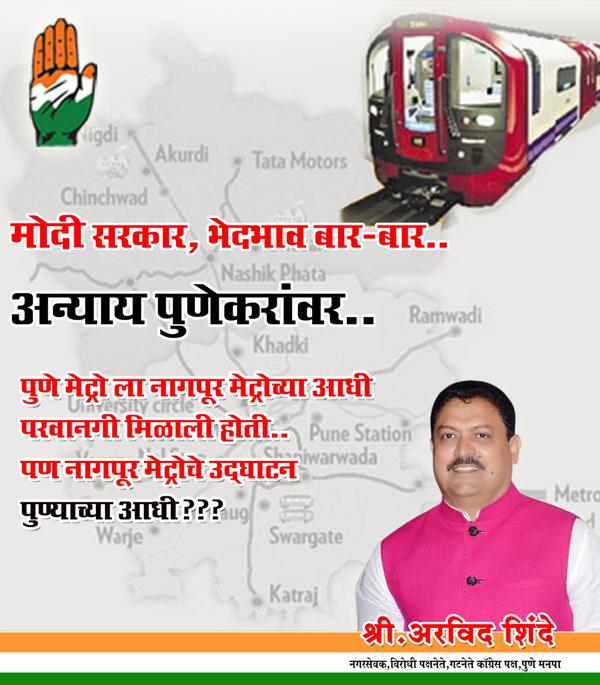 Nigdi
Akurdi
Tata Motors
Chinchwad
मोदी सरकार, भेदभाव बार-बार..
Nashik Phata
अन्याय पुणेकरांवर..
Ramwadi
Khadki
पुणे मेट्रो ला नागपूर मेट्रोच्या आधी
University circle
परवानगी मिळाली होती..
Pune Station
Shaniwarwada
पण नागपूर मेट्रोचे उद्घाटन
पुण्याच्या आधी???
Metro
Warje
Swargate
Katraj
श्री.अरविंद शिंदे
नगरसेवक,विरोधी पक्षनेते,गटनेते कॉंग्रेस पक्ष,पुणे मनपा